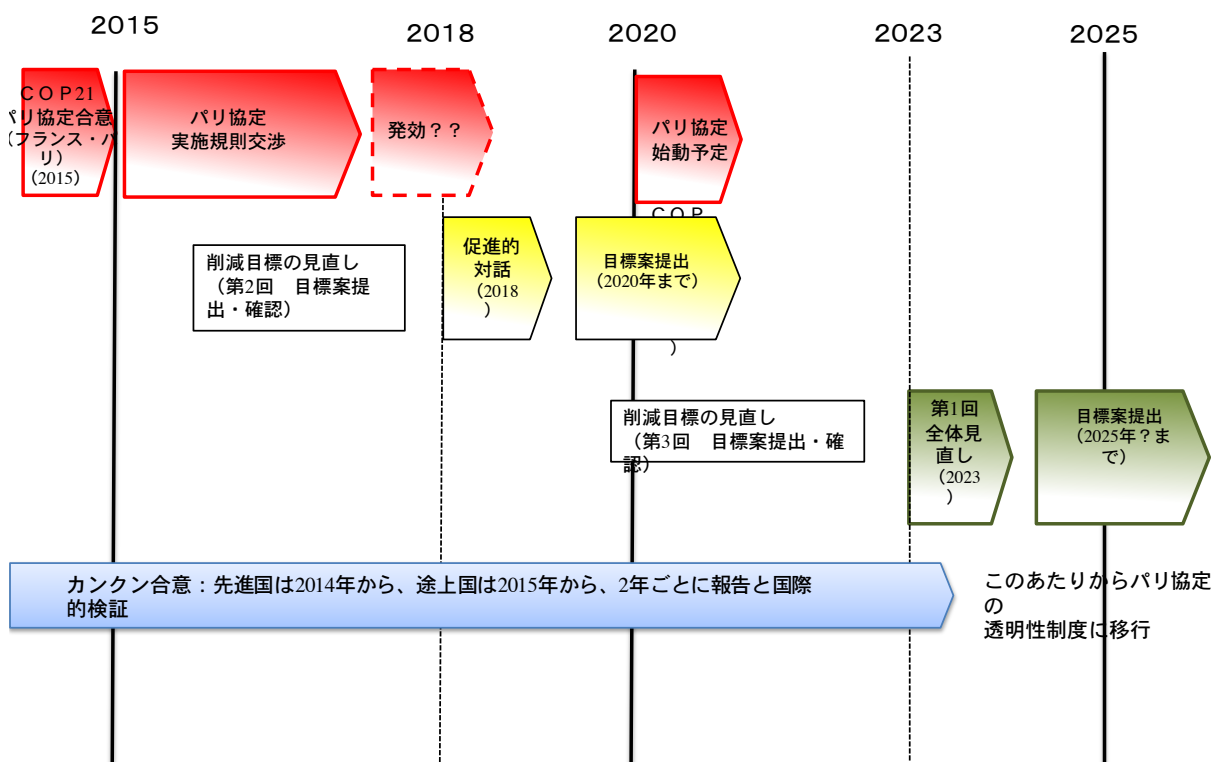 2015
2018
2020
2023
2025
ＣＯＰ21
パリ協定合意
（フランス・パ
リ）
（2015）
パリ協定
実施規則交渉
発効？？
パリ協定
始動予定
ＣＯＰ
）
削減目標の見直し
（第2回　目標案提
出・確認）
促進的
対話
（2018
）
目標案提出
（2020年まで）
削減目標の見直し
（第3回　目標案提出・確
認）
第1回
全体見
直し
（2023
）
目標案提出
（2025年？ま
で）
カンクン合意：先進国は2014年から、途上国は2015年から、2年ごとに報告と国際
的検証
このあたりからパリ協定
の
透明性制度に移行